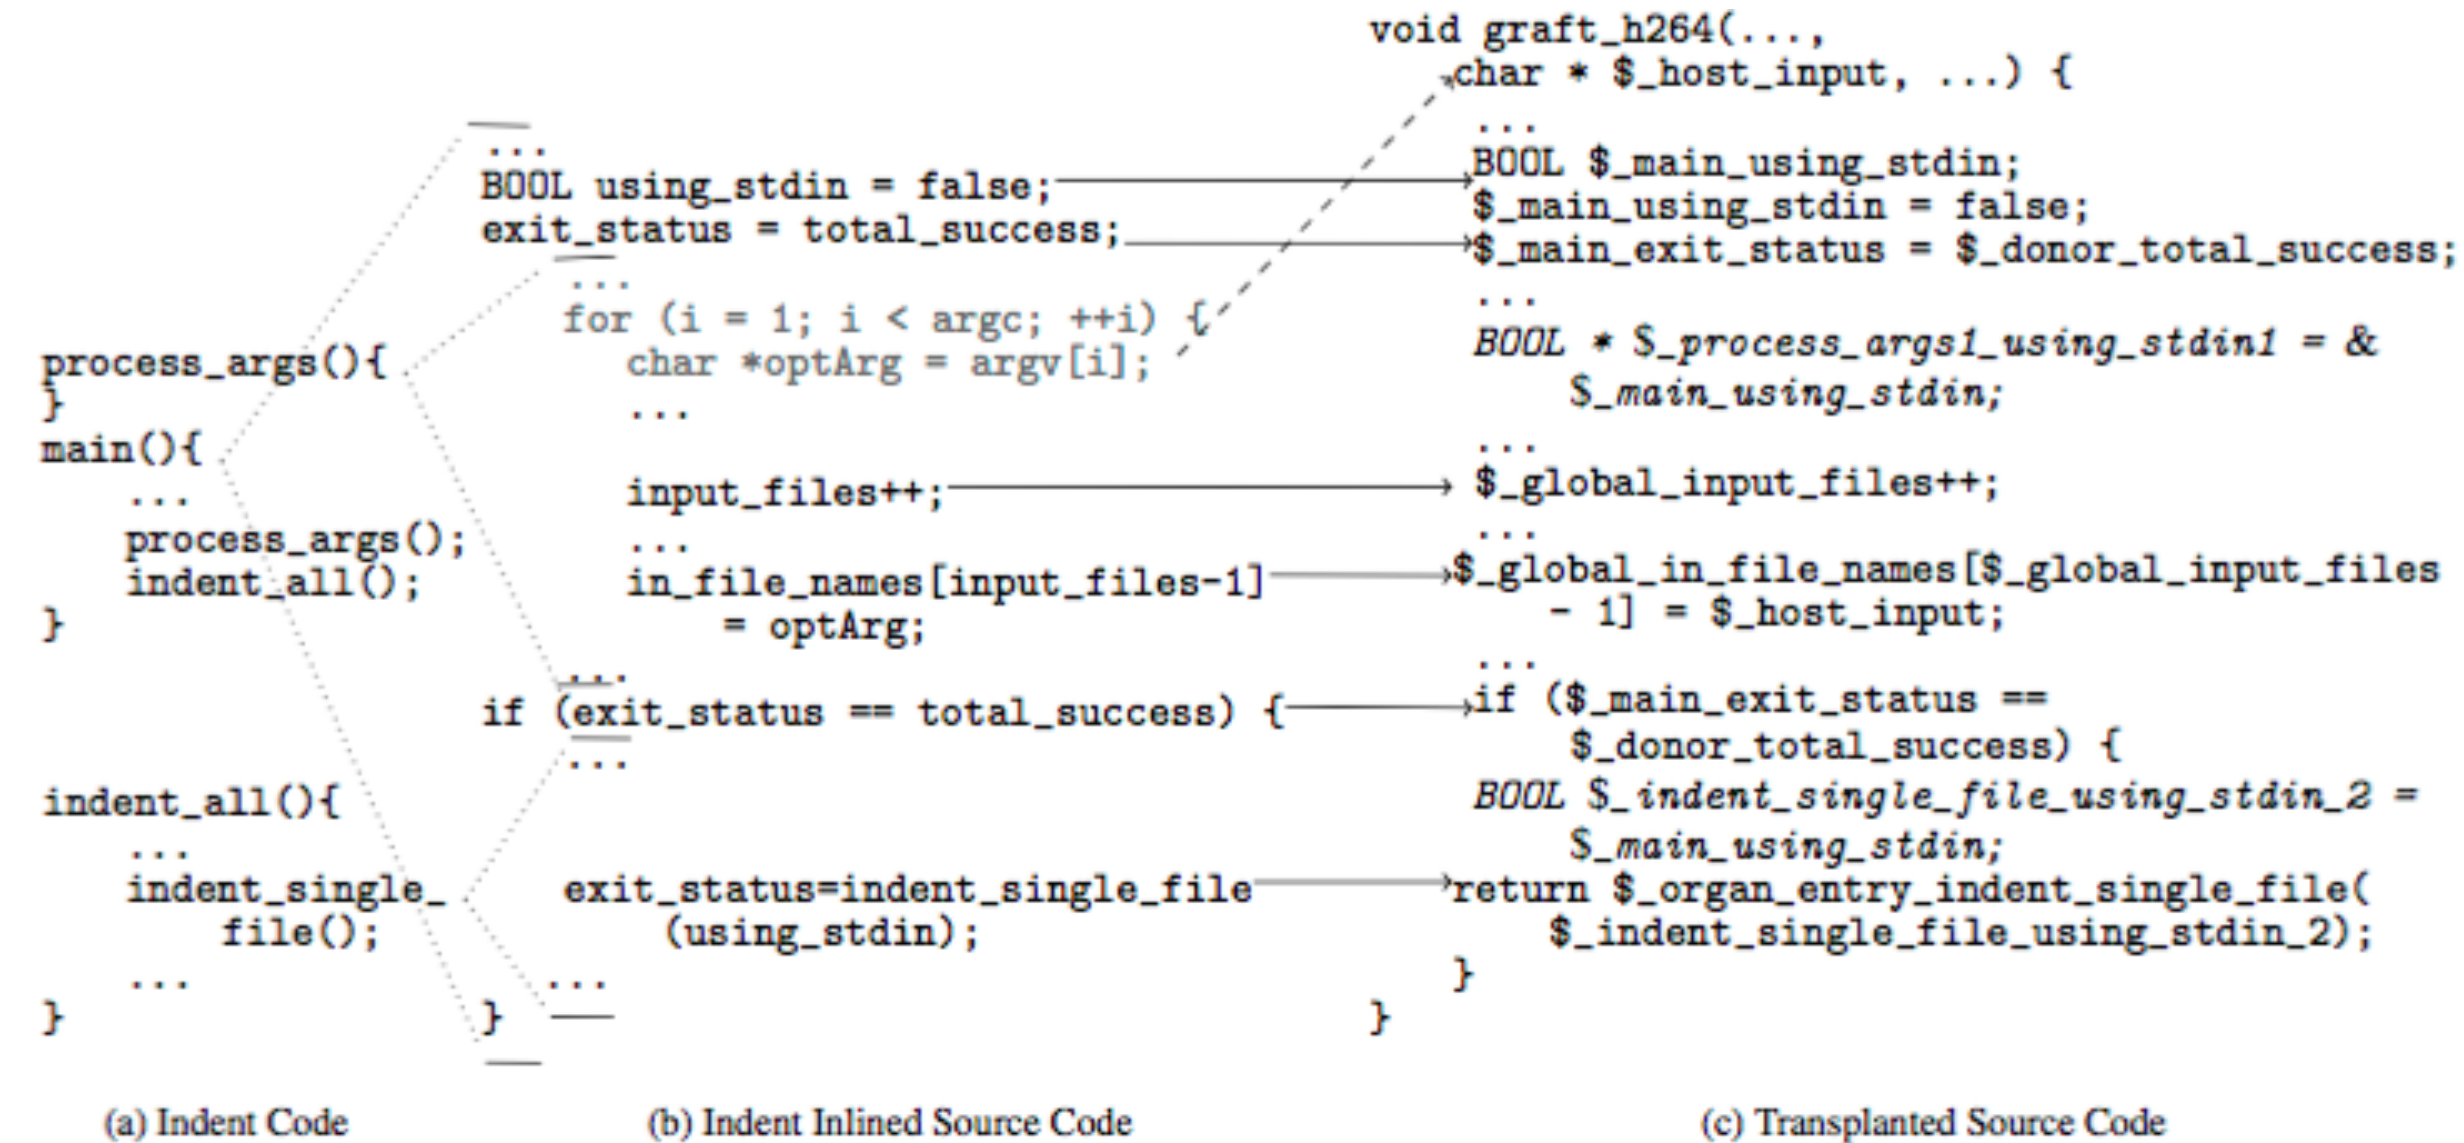 process_args(){
}
main(){
...
process_args();
indent_all();
}
indent_all(){
...
indent_single_
file();
...
}
(a) Indent Code
...
BOOL using_stdin = false;
exit_status = total_success;
...
for (i = 1; i < argc; ++i) {
char *optArg = argv[i];
...
input_files++;
...
in_file_names[input_files-1]
= optArg;
...
if (exit_status == total_success) {
...
exit_status=indent_single_file
(using_stdin);
...
}
(b) Indent Inlined Source Code
void graft_h264(...,
char * $_host_input, ...) {
...
BOOL $_main_using_stdin;
$_main_using_stdin = false;
$_main_exit_status = $_donor_total_success;
...
BOOL * $_process_args1_using_stdin1 = &
$_main_using_stdin;
...
$_global_input_files++;
...
$_global_in_file_names[$_global_input_files
- 1] = $_host_input;
...
if ($_main_exit_status ==
$_donor_total_success) {
BOOL $_indent_single_file_using_stdin_2 =
$_main_using_stdin;
return $_organ_entry_indent_single_file(
$_indent_single_file_using_stdin_2);
}
}
(c) Transplanted Source Code